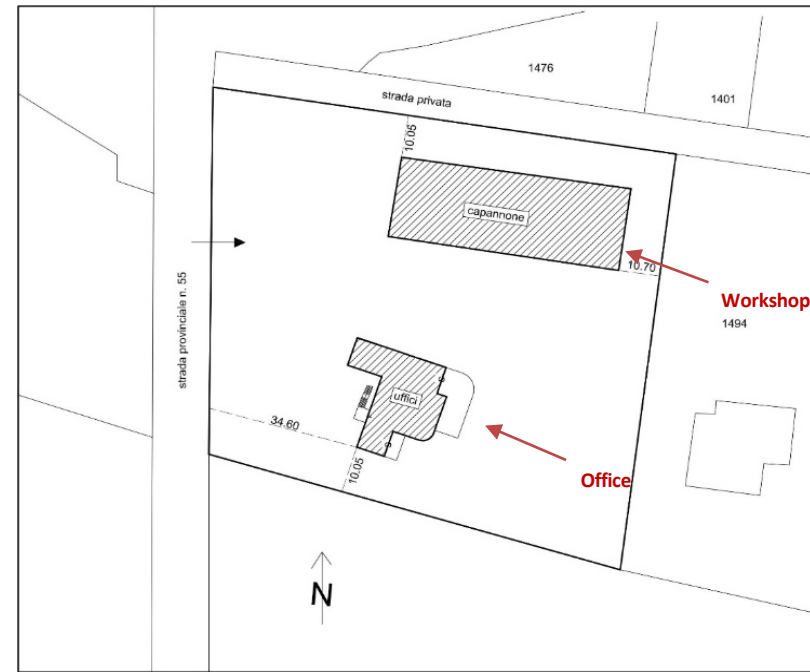 1476
1401
strada privata
10.05
capannone
10.70
Workshop
1494
strada provinciale n. 55
uffici
34.60
10.05
Office
N